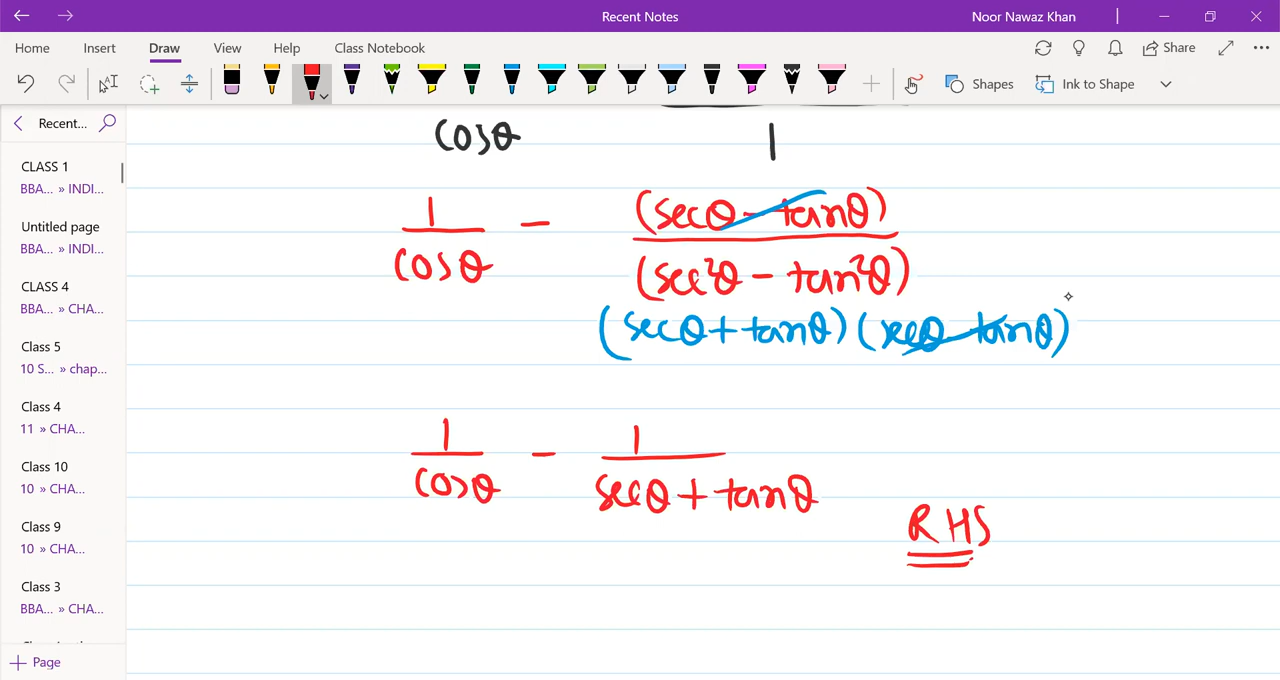 Recent Notes
Noor Nawaz Khan
Home Insert Draw View Help Class Notebook
Share
Shapes
Ink to Shape
Recent...
CLASS 1
BBA... » INDI...
Untitled page
BBA... » INDI...
CLASS 4
BBA... » CHA...
Class 5
10 S... » chap...
Class 4
11 » CHA...
Class 10
10 » CHA...
Class 9
10 » CHA...
Class 3
BBA... » CHA...
Page
cosθ 1
1 - (secθ - tanθ)
cosθ (sec²θ - tan²θ)
(secθ + tanθ) (secθ - tanθ)
1 - 1
cosθ secθ + tanθ
RHS